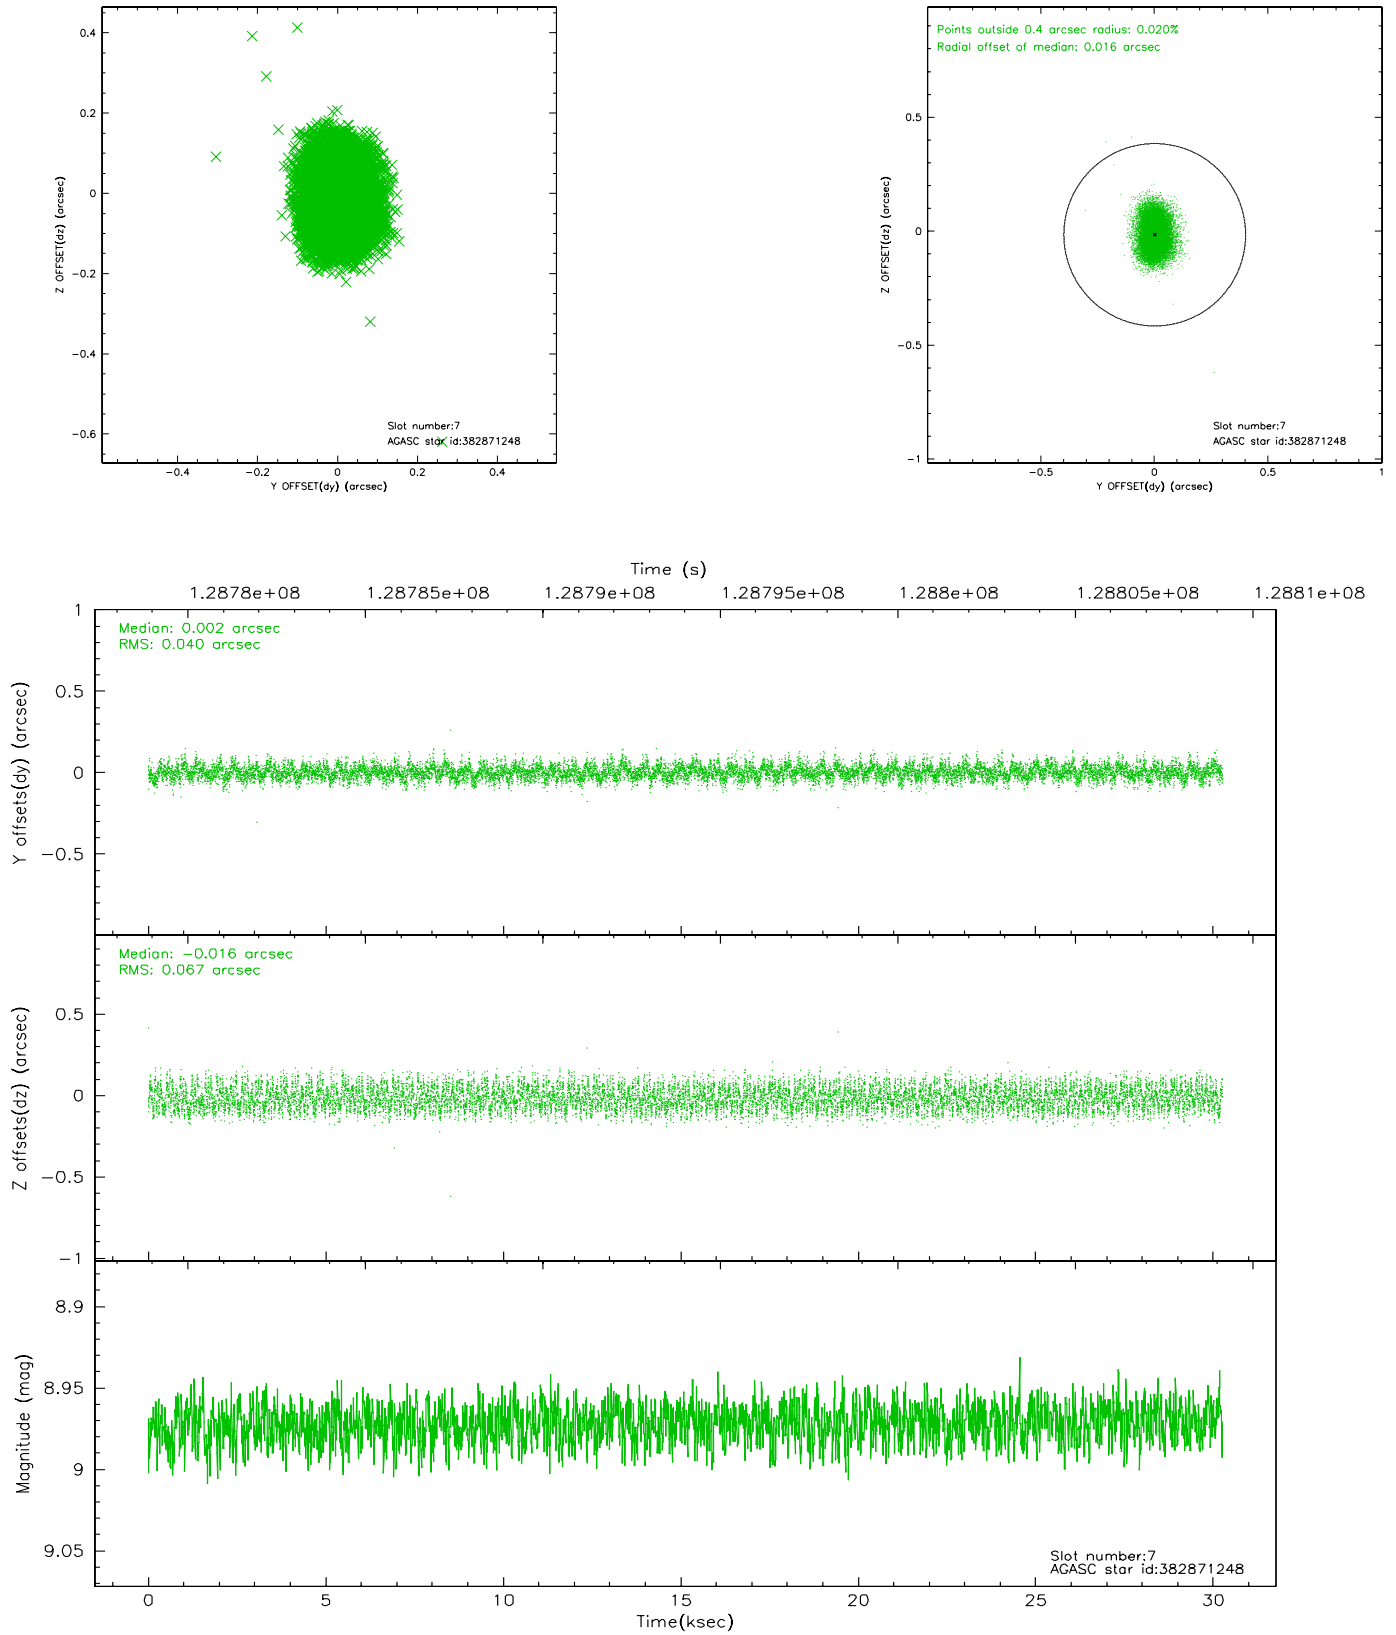 0.4
0.2
0
−0.2
−0.4
−0.6
Z OFFSET(dz) (arcsec)
Slot number:7
AGASC star id:382871248
−0.4
−0.2
0
0.2
0.4
Y OFFSET(dy) (arcsec)
Points outside 0.4 arcsec radius: 0.020%
Radial offset of median: 0.016 arcsec
0.5
0
−0.5
−1
Z OFFSET(dz) (arcsec)
Slot number:7
AGASC star id:382871248
−0.5
0
0.5
1
Y OFFSET(dy) (arcsec)
Time (s)
1.2878e+08
1.28785e+08
1.2879e+08
1.28795e+08
1.288e+08
1.28805e+08
1.2881e+08
Median: 0.002 arcsec
RMS: 0.040 arcsec
1
0.5
0
−0.5
Y offsets(dy) (arcsec)
Median: −0.016 arcsec
RMS: 0.067 arcsec
0.5
0
−0.5
−1
Z offsets(dz) (arcsec)
8.9
8.95
9
9.05
Magnitude (mag)
Slot number:7
AGASC star id:382871248
0
5
10
15
20
25
30
Time(ksec)